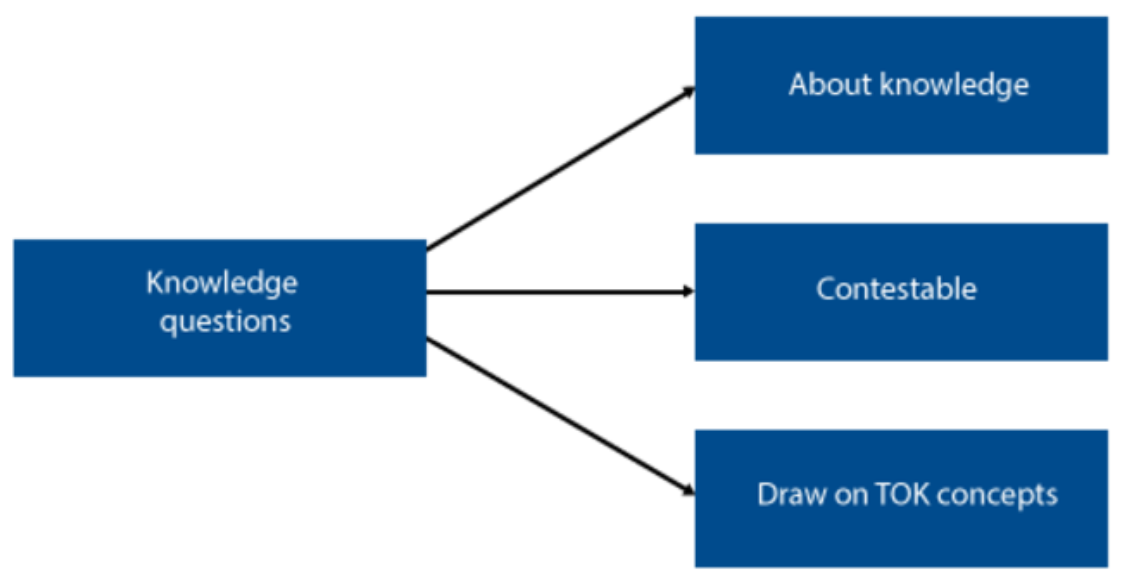 Knowledge
questions
About knowledge
Contestable
Draw on TOK concepts